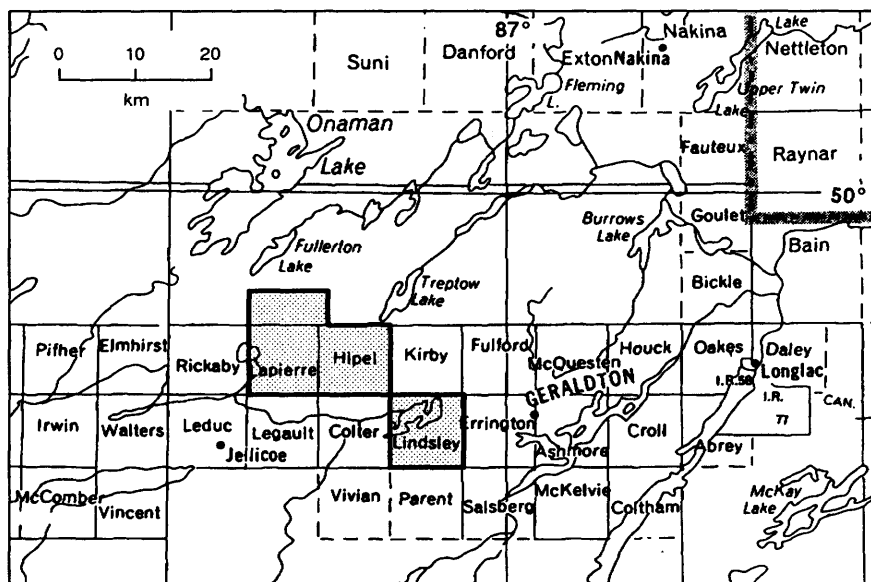 87°
Nakina
Lake
0 10 20
km
Suni
Danford
Exton
Nakina
Nettleton
Fleming
L.
Upper Twin
Lake
Onaman
Lake
Fauteux
Raynar
50°
Goulet
Burrows
Lake
Bain
Fullerton
Lake
Treptow
Lake
Bickle
Pifher
Elmhirst
Rickaby
Lapierre
Hipel
Kirby
Fulford
McQuesten
Houck
Oakes
Daley
Longlac
GERALDTON
I.R.58
I.R.
77
CAN.
Irwin
Walters
Leduc
Legault
Colter
Lindsley
Errington
Croll
Jellicoe
Ashmore
Abrey
McComber
Vincent
Vivian
Parent
Salsberg
McKelvie
Coltham
McKay
Lake